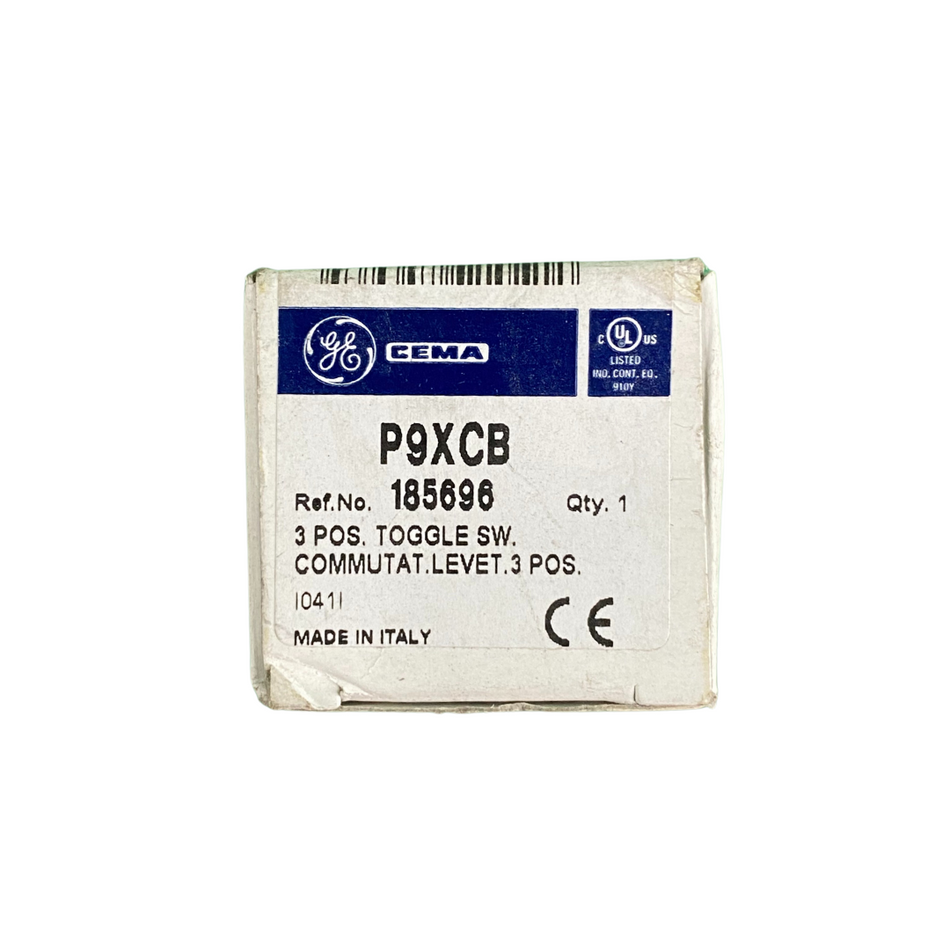 GE CEMA
C UL US
LISTED
IND. CONT. EQ.
910Y
P9XCB
Ref.No. 185696 Qty. 1
3 POS. TOGGLE SW.
COMMUTAT.LEVET.3 POS.
I041I
MADE IN ITALY CE